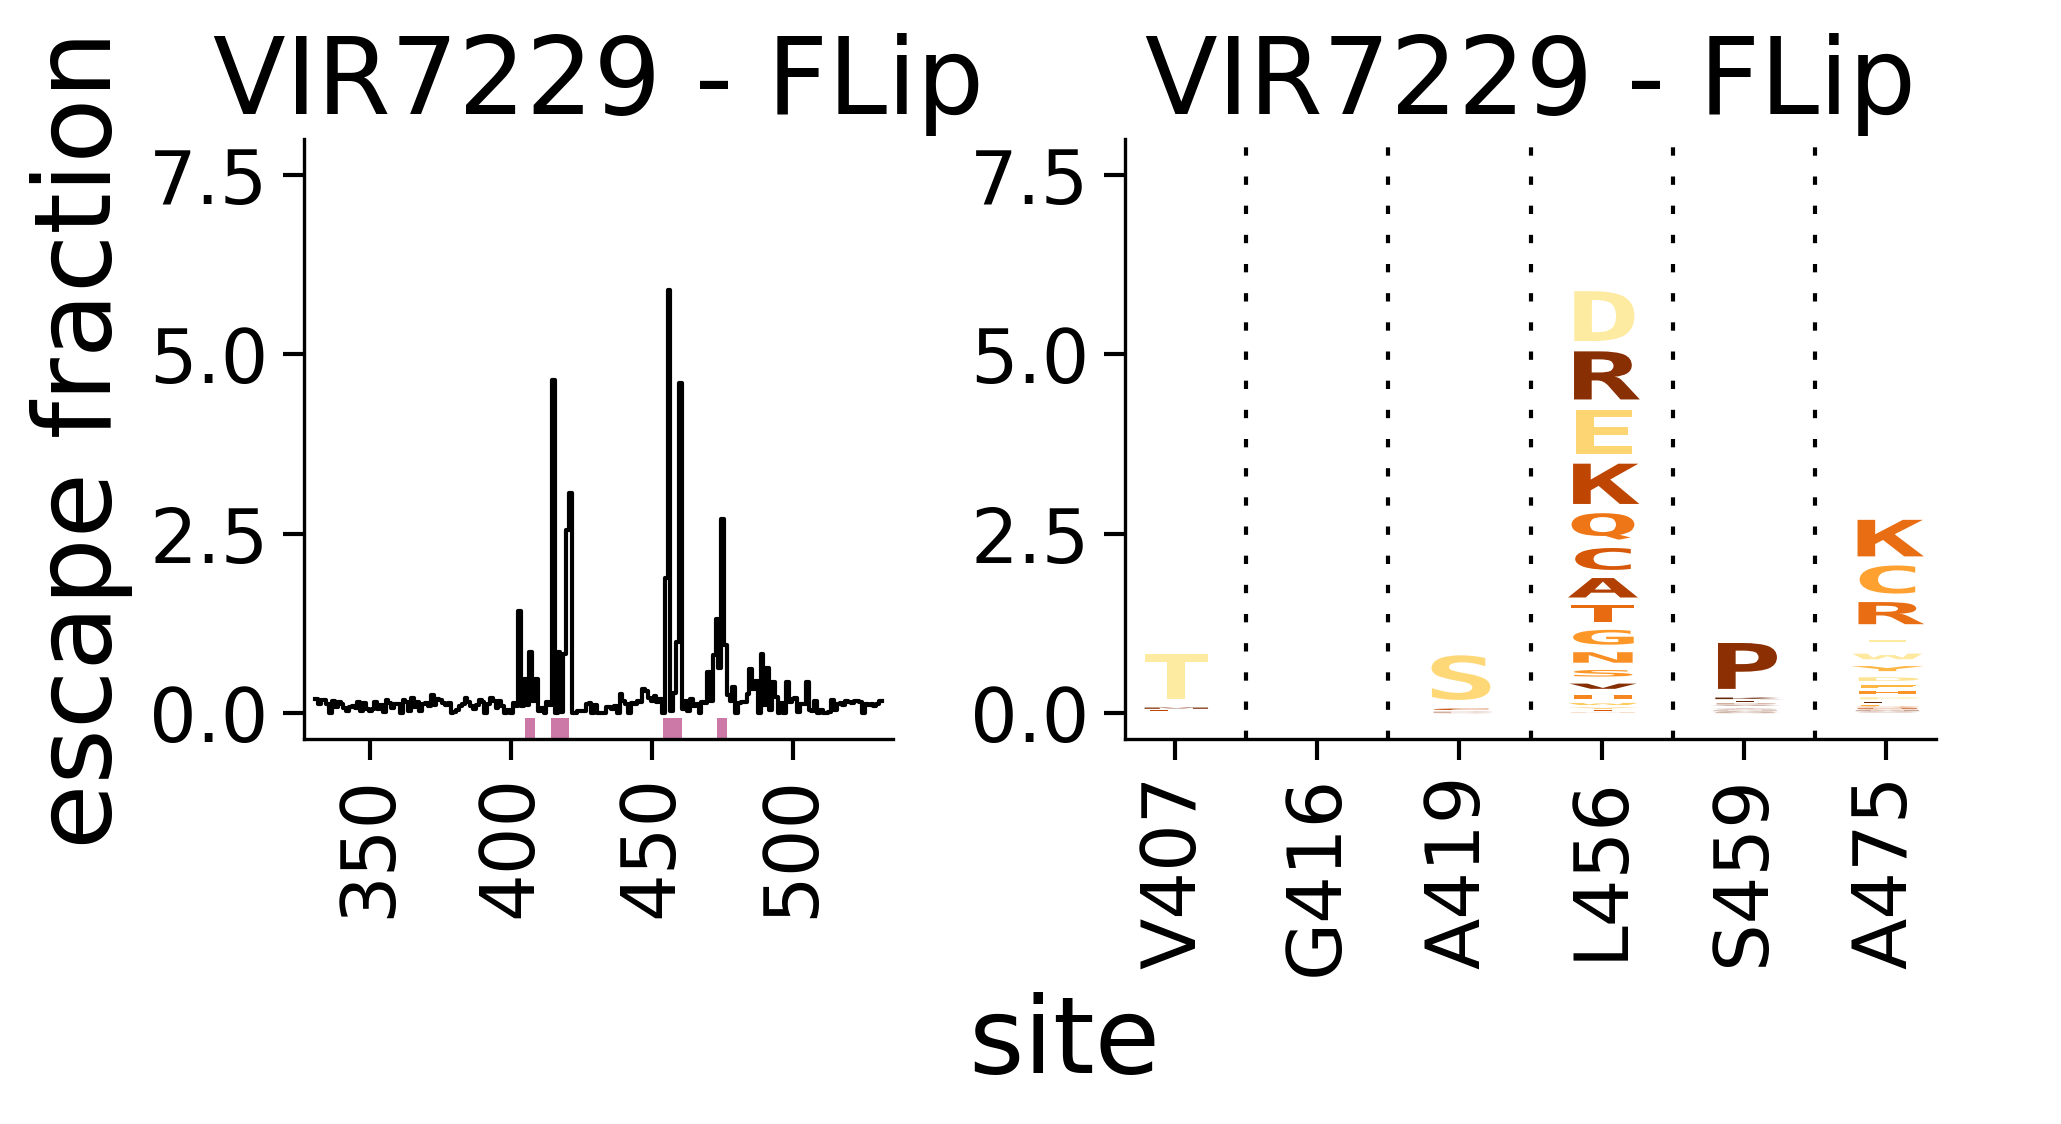 VIR7229 - FLip
VIR7229 - FLip
escape fraction
7.5
5.0
2.5
0.0
350
400
450
500
7.5
5.0
2.5
0.0
T
S
D
R
E
K
Q
C
A
T
G
N
S
V
P
K
C
R
V407
G416
A419
L456
S459
A475
site